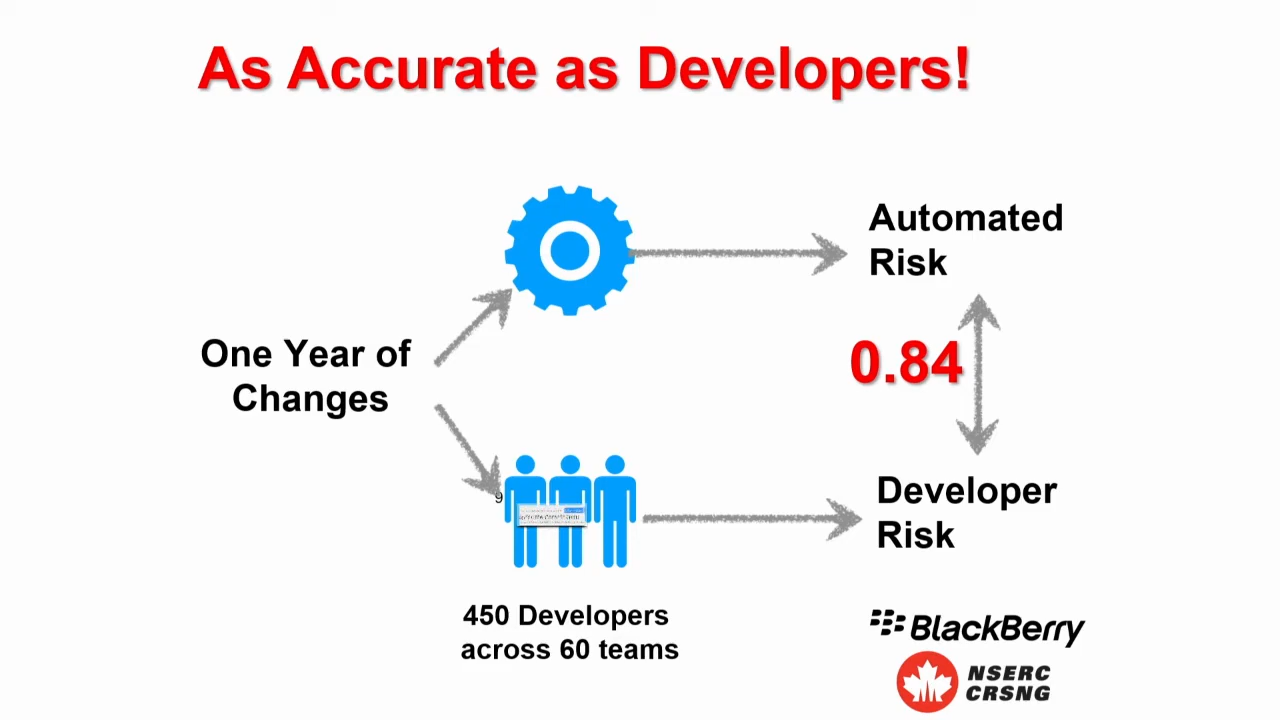 As Accurate as Developers!
Automated
Risk
One Year of
Changes
0.84
9
Developer
Risk
450 Developers
across 60 teams
BlackBerry
NSERC
CRSNG